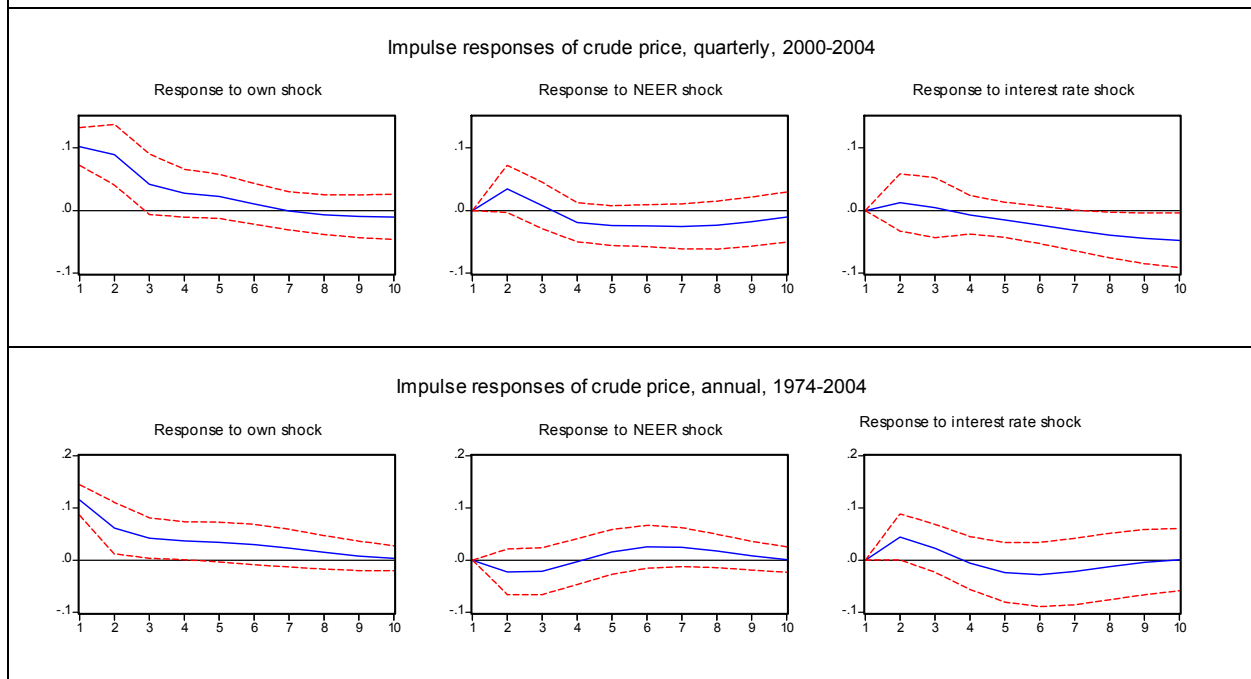 Impulse responses of crude price, quarterly, 2000-2004
Response to own shock
Response to NEER shock
Response to interest rate shock
.1
.0
-.1
1 2 3 4 5 6 7 8 9 10
.1
.0
-.1
1 2 3 4 5 6 7 8 9 10
.1
.0
-.1
1 2 3 4 5 6 7 8 9 10
Impulse responses of crude price, annual, 1974-2004
Response to own shock
Response to NEER shock
Response to interest rate shock
.2
.1
.0
-.1
1 2 3 4 5 6 7 8 9 10
.2
.1
.0
-.1
1 2 3 4 5 6 7 8 9 10
.2
.1
.0
-.1
1 2 3 4 5 6 7 8 9 10